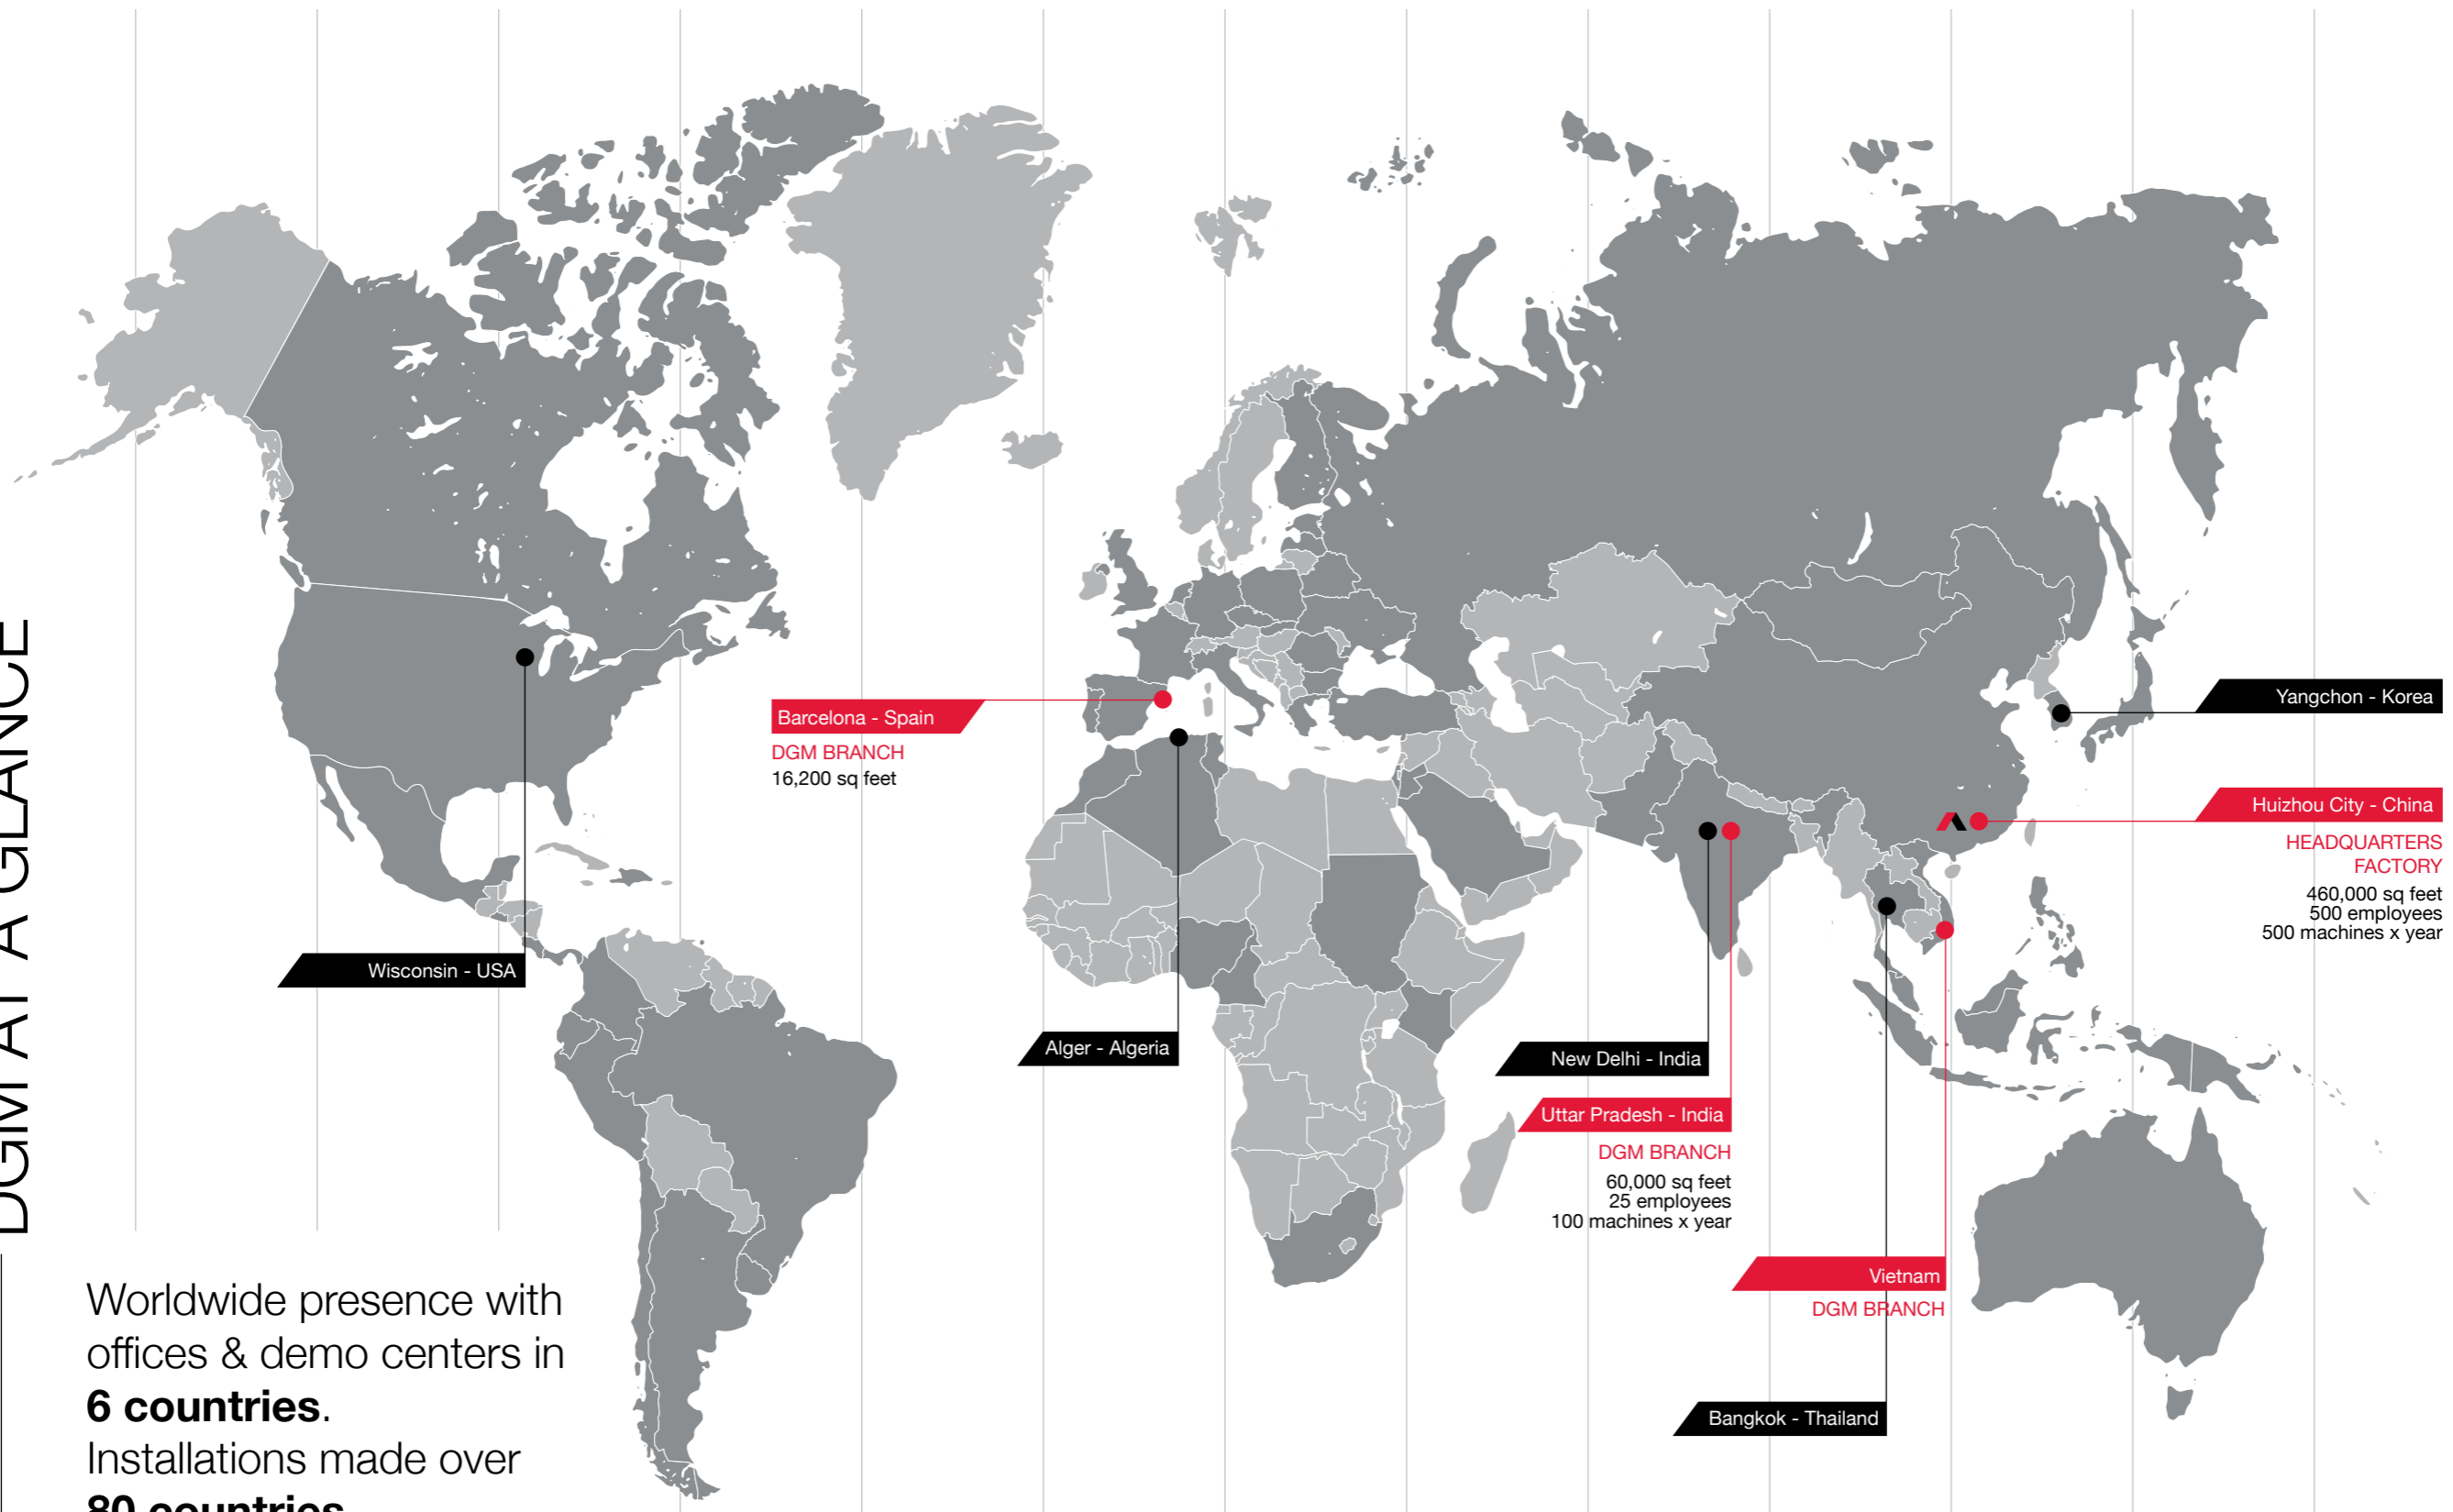 DGM AT A GLANCE
Yangchon - Korea
Barcelona - Spain
DGM BRANCH
16,200 sq feet
Huizhou City - China
HEADQUARTERS
FACTORY
460,000 sq feet
500 employees
500 machines x year
Wisconsin - USA
Alger - Algeria
New Delhi - India
Uttar Pradesh - India
DGM BRANCH
60,000 sq feet
25 employees
100 machines x year
Vietnam
DGM BRANCH
Bangkok - Thailand
Worldwide presence with
offices & demo centers in
6 countries.
Installations made over
80 countries